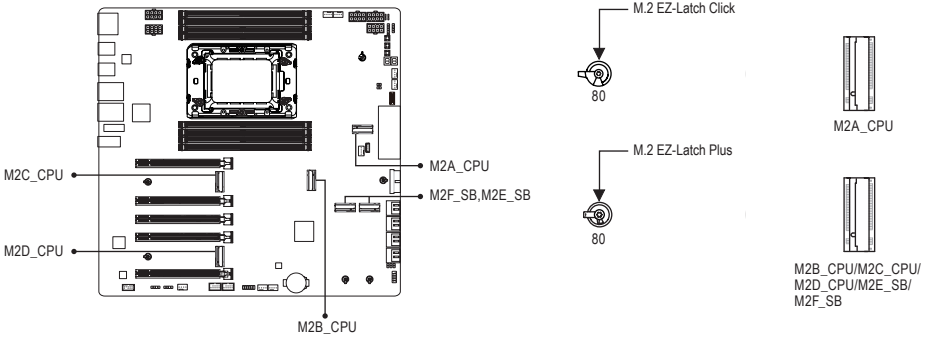 M2C_CPU
M2D_CPU
M2A_CPU
M2F_SB,M2E_SB
M2B_CPU
M.2 EZ-Latch Click
80
M.2 EZ-Latch Plus
80
M2A_CPU
M2B_CPU/M2C_CPU/
M2D_CPU/M2E_SB/
M2F_SB